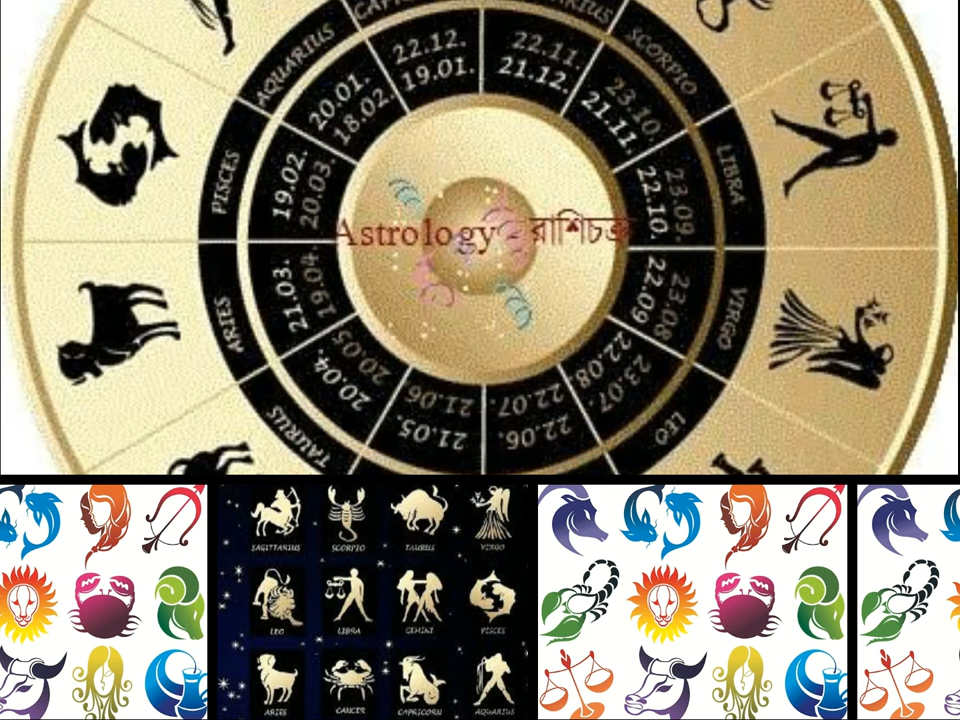 AQUARIUS
SCORPIO
22.12.
19.01.
22.11.
21.12.
20.01.
18.02.
23.10.
21.11.
PISCES
19.02.
20.03.
LIBRA
23.09.
22.10.
Astrology রাশিচক্র
ARIES
21.03.
19.04.
VIRGO
23.08
22.09
20.04.
20.05
23.07.
22.08.
TAURUS
21.05.
21.06
22.06.
22.07.
LEO
SAGITTARIUS SCORPIO TAURUS VIRGO
LEO LIBRA GEMINI PISCES
ARIES CANCER CAPRICORN AQUARIUS